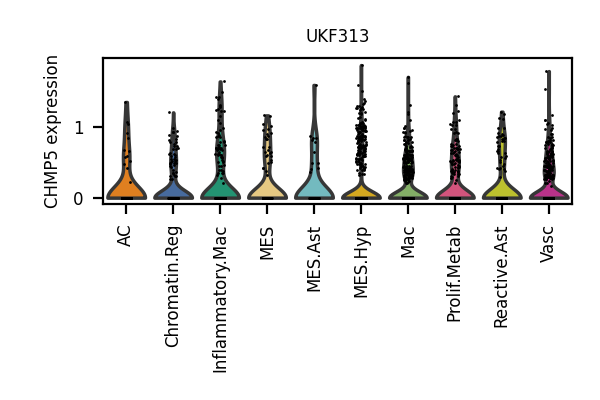 UKF313
CHMP5 expression
1
0
AC
Chromatin.Reg
Inflammatory.Mac
MES
MES.Ast
MES.Hyp
Mac
Prolif.Metab
Reactive.Ast
Vasc